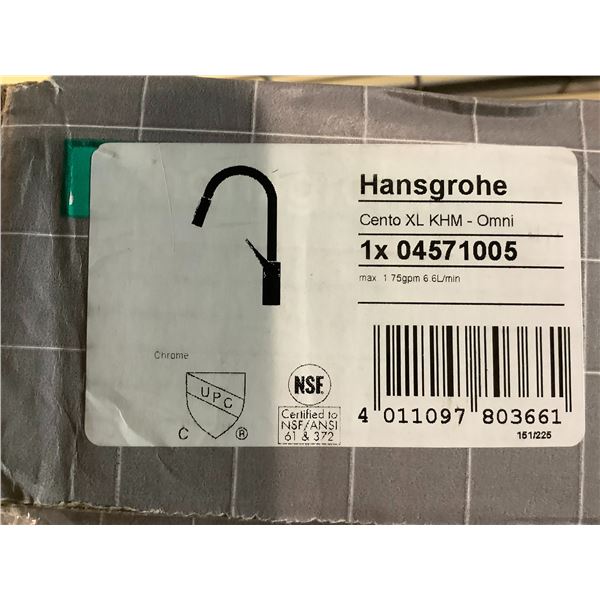 Hansgrohe
Cento XL KHM - Omni
1x 04571005
max. 1.75gpm 6.6L/min
Chrome
UPC
C ®
NSF
Certified to
NSF/ANSI
61 & 372
4 011097 803661
151/225